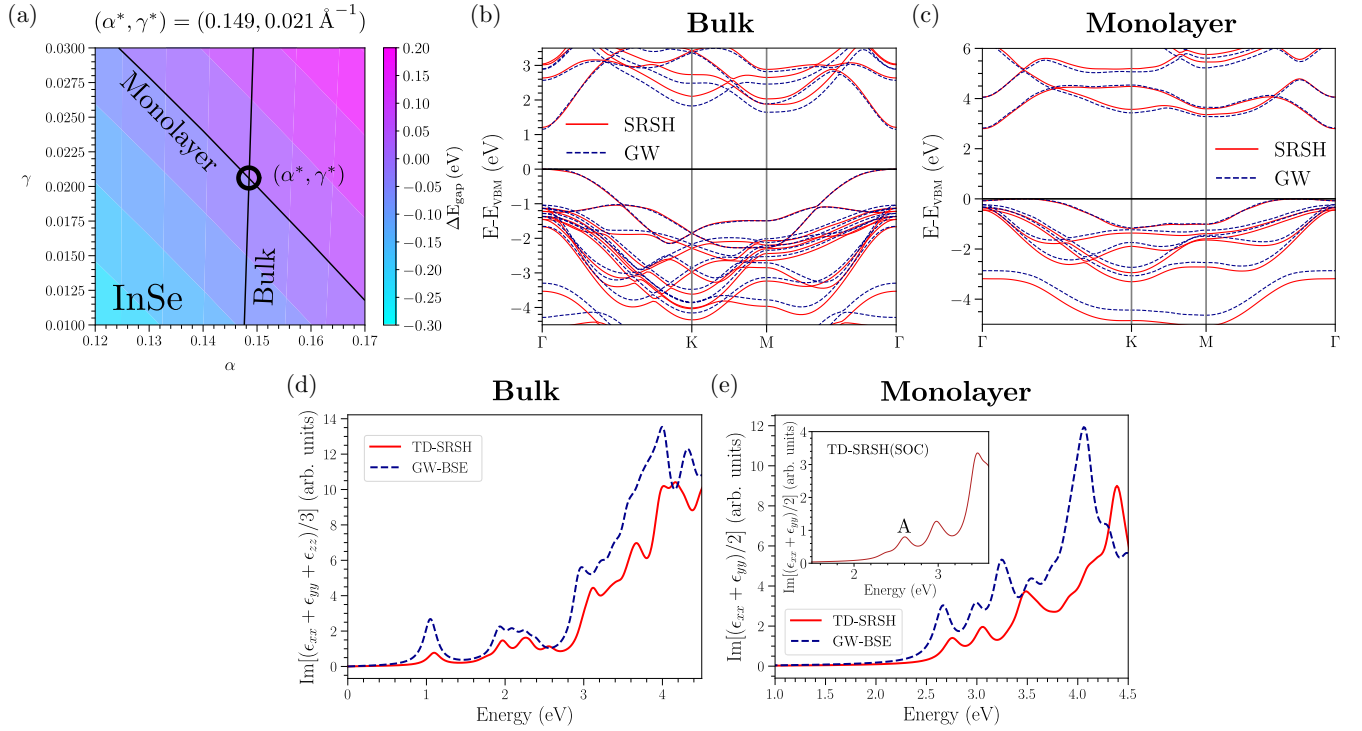 (a)
(α*, γ*) = (0.149, 0.021 Å⁻¹)
0.0300
0.0275
0.0250
0.0225
0.0200
0.0175
0.0150
0.0125
0.0100
γ
Monolayer
(α*, γ*)
Bulk
InSe
0.12
0.13
0.14
0.15
0.16
0.17
α
0.20
0.15
0.10
0.05
0.00
−0.05
−0.10
−0.15
−0.20
−0.25
−0.30
ΔE_gap (eV)
(b)
Bulk
3
2
1
0
−1
−2
−3
−4
E-E_VBM (eV)
SRSH
GW
Γ
K
M
Γ
(c)
Monolayer
6
4
2
0
−2
−4
E-E_VBM (eV)
SRSH
GW
Γ
K
M
Γ
(d)
Bulk
14
12
10
8
6
4
2
0
Im[(ϵ_xx + ϵ_yy + ϵ_zz)/3] (arb. units)
TD-SRSH
GW-BSE
0
1
2
3
4
Energy (eV)
(e)
Monolayer
12
10
8
6
4
2
0
Im[(ϵ_xx + ϵ_yy)/2] (arb. units)
TD-SRSH(SOC)
A
4
3
2
1
0
Im[(ϵ_xx + ϵ_yy)/2] (arb. units)
2
3
Energy (eV)
TD-SRSH
GW-BSE
1.0
1.5
2.0
2.5
3.0
3.5
4.0
4.5
Energy (eV)